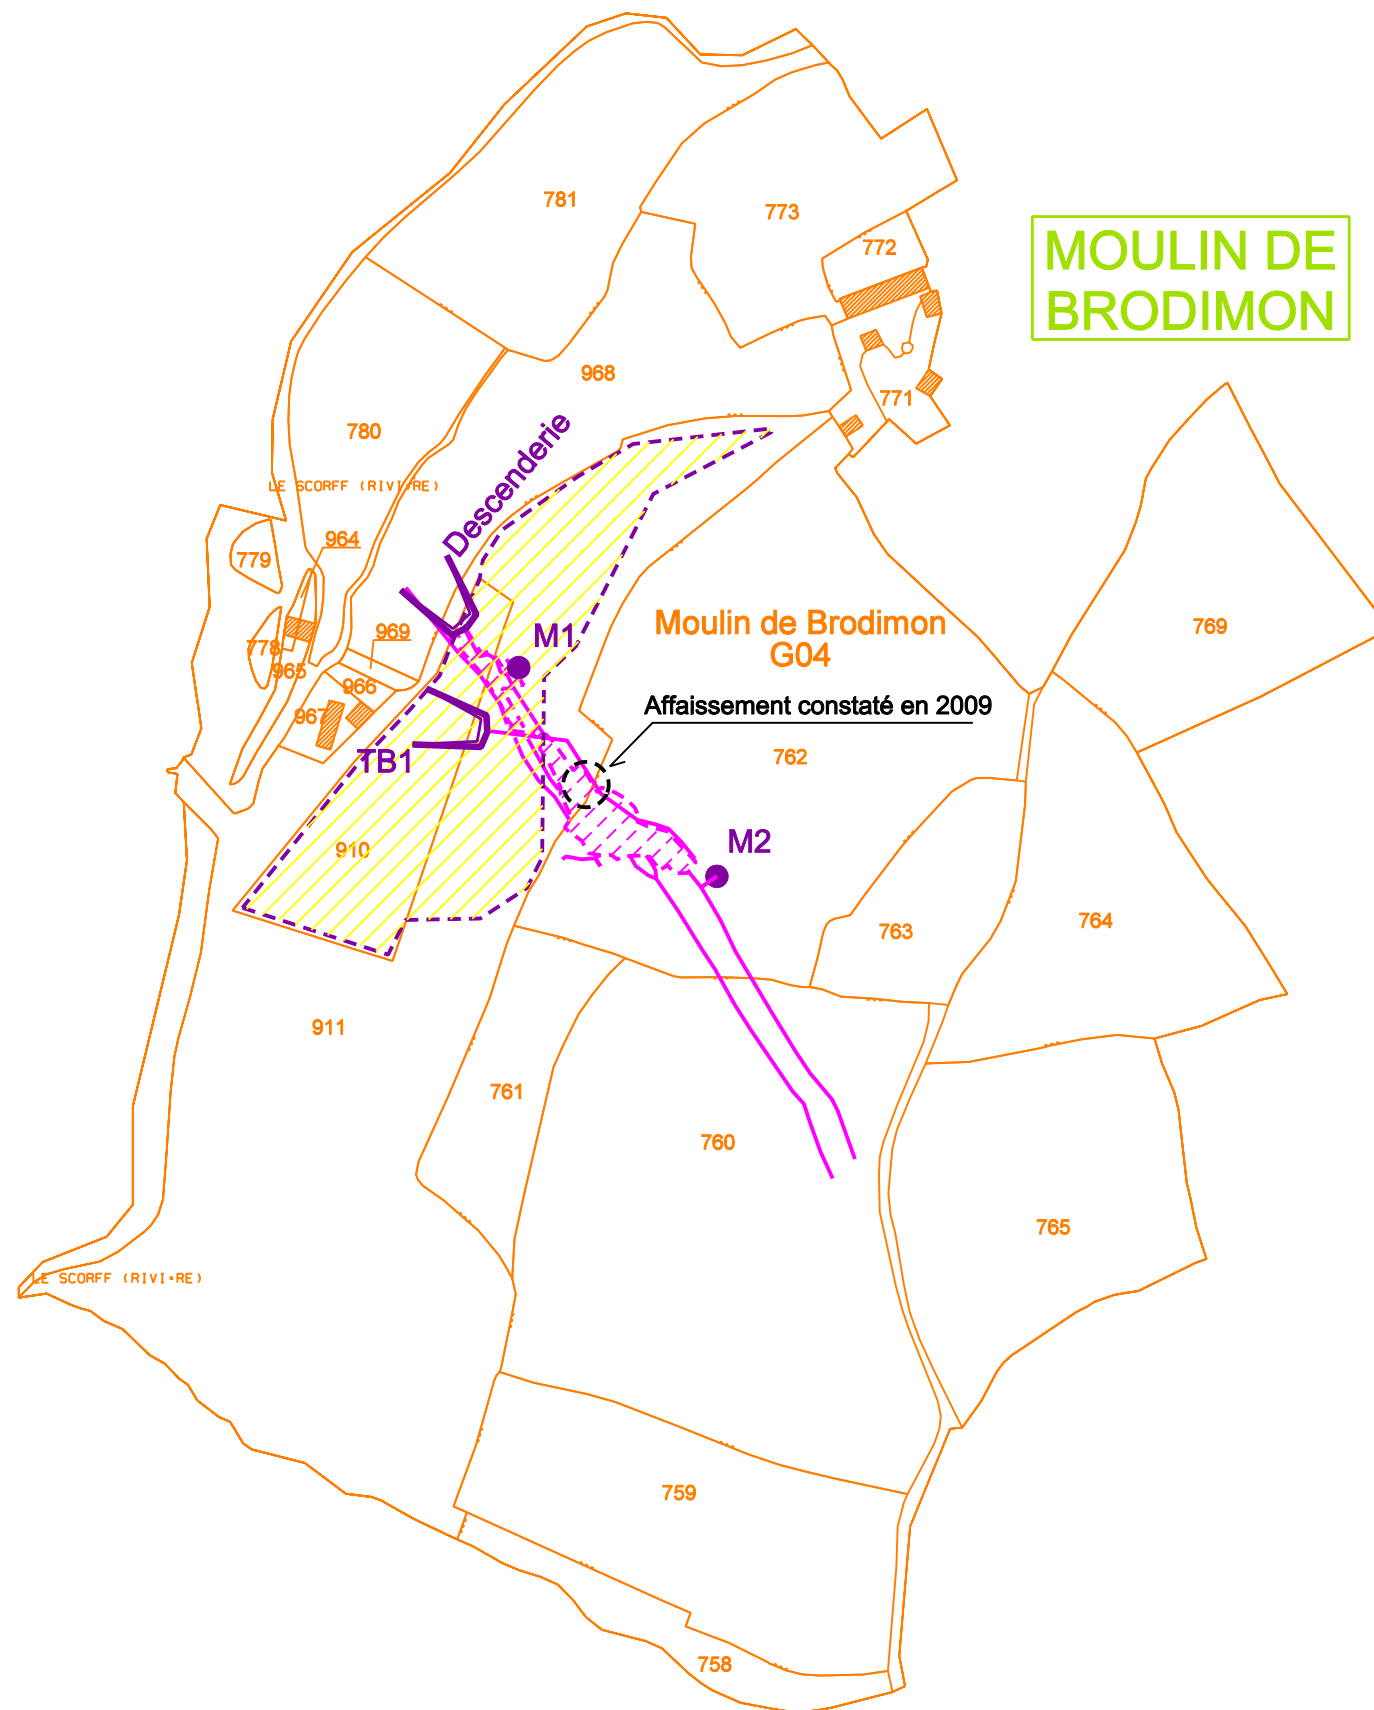 781
773
772
MOULIN DE
BRODIMON
968
771
780
Descenderie
LE SCORFF (RIVI RE)
964
779
769
Moulin de Brodimon
G04
969
M1
778
965
966
967
Affaissement constaté en 2009
TB1
762
M2
910
763
764
911
761
760
765
LE SCORFF (RIVI•RE)
759
758